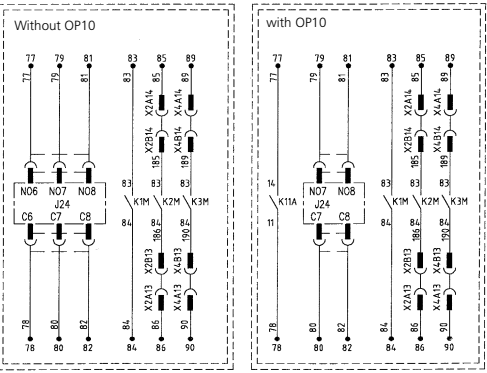 Without OP10
77 79 81 83 85 89
77 79 81 83 85 89
X2A14 X4A14
X2B14 X4B14
185 189
NO6 NO7 NO8
J24
C6 C7 C8
83 83 83
K1M K2M K3M
84 84 84
186 190
X2B13 X4B13
X2A13 X4A13
78 80 82 84 86 90
78 80 82 84 86 90
with OP10
77 79 81 83 85 89
77 79 81 83 85 89
X2A14 X4A14
X2B14 X4B14
185 189
14
K11A
11
NO7 NO8
J24
C7 C8
83 83 83
K1M K2M K3M
84 84 84
186 190
X2B13 X4B13
X2A13 X4A13
78 80 82 84 86 90
78 80 82 84 86 90